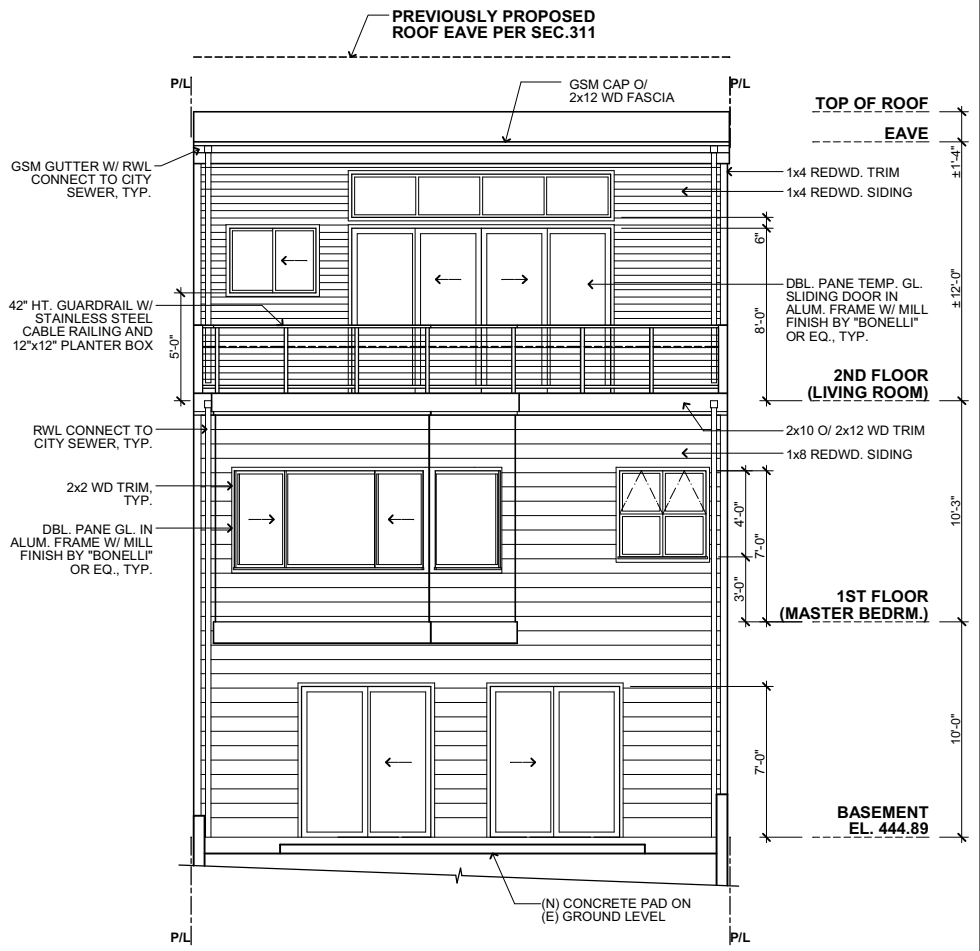 PREVIOUSLY PROPOSED
ROOF EAVE PER SEC.311
P/L
P/L
GSM CAP O/
2x12 WD FASCIA
TOP OF ROOF
EAVE
±1'-4"
GSM GUTTER W/ RWL
CONNECT TO CITY
SEWER, TYP.
1x4 REDWD. TRIM
1x4 REDWD. SIDING
6"
DBL. PANE TEMP. GL.
SLIDING DOOR IN
ALUM. FRAME W/ MILL
FINISH BY "BONELLI"
OR EQ., TYP.
±12'-0"
42" HT. GUARDRAIL W/
STAINLESS STEEL
CABLE RAILING AND
12"x12" PLANTER BOX
5'-0"
8'-0"
2ND FLOOR
(LIVING ROOM)
RWL CONNECT TO
CITY SEWER, TYP.
2x10 O/ 2x12 WD TRIM
1x8 REDWD. SIDING
2x2 WD TRIM,
TYP.
DBL. PANE GL. IN
ALUM. FRAME W/ MILL
FINISH BY "BONELLI"
OR EQ., TYP.
4'-0"
7'-0"
3'-0"
10'-3"
1ST FLOOR
(MASTER BEDRM.)
7'-0"
10'-0"
BASEMENT
EL. 444.89
(N) CONCRETE PAD ON
(E) GROUND LEVEL
P/L
P/L